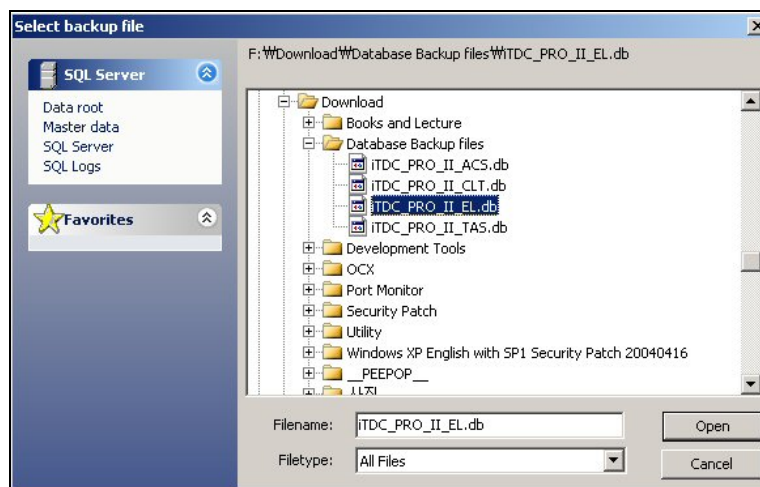 Select backup file
SQL Server
Data root
Master data
SQL Server
SQL Logs
Favorites
F:₩Download₩Database Backup files₩iTDC_PRO_II_EL.db
Download
Books and Lecture
Database Backup files
iTDC_PRO_II_ACS.db
iTDC_PRO_II_CLT.db
iTDC_PRO_II_EL.db
iTDC_PRO_II_TAS.db
Development Tools
OCX
Port Monitor
Security Patch
Utility
Windows XP English with SP1 Security Patch 20040416
__PEEPOP__
Filename:
iTDC_PRO_II_EL.db
Open
Filetype:
All Files
Cancel